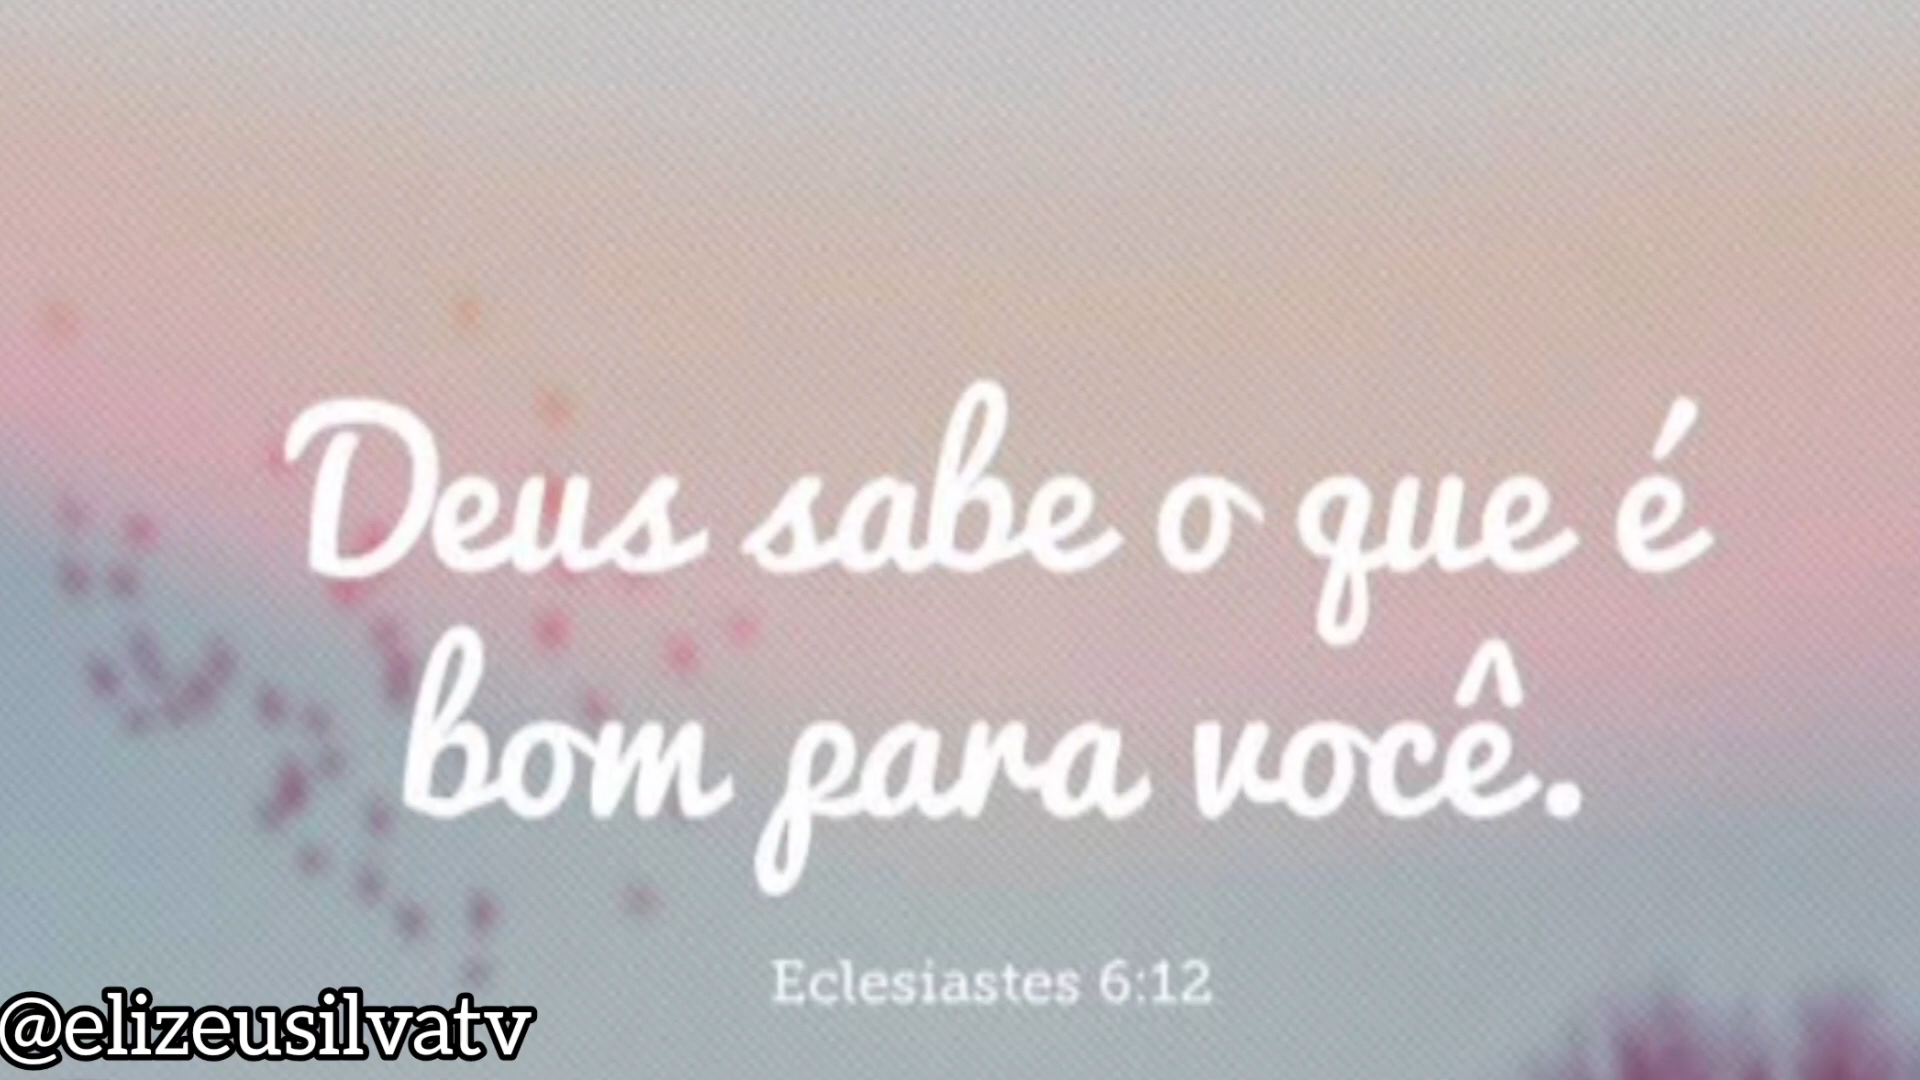 Deus sabe o que é
bom para você.
Eclesiastes 6:12
@elizeusilvatv